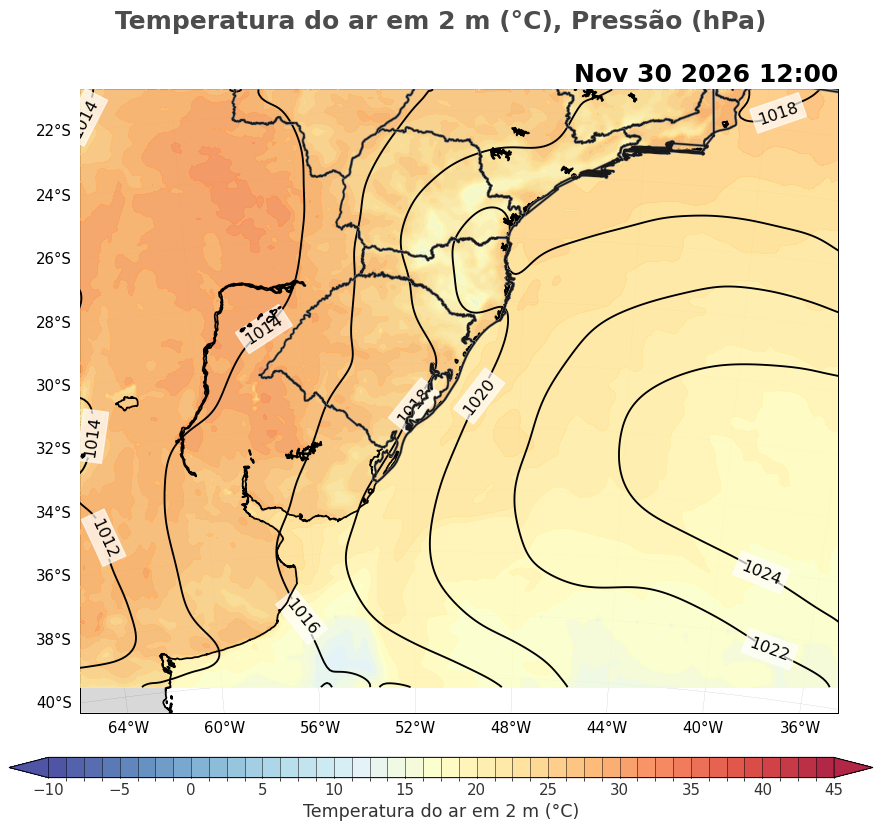 Temperatura do ar em 2 m (°C), Pressão (hPa)
Nov 30 2026 12:00
1014
1018
22°S
24°S
26°S
28°S
30°S
32°S
34°S
36°S
38°S
40°S
1014
1018
1020
1014
1012
1016
1024
1022
64°W 60°W 56°W 52°W 48°W 44°W 40°W 36°W
−10 −5 0 5 10 15 20 25 30 35 40 45
Temperatura do ar em 2 m (°C)